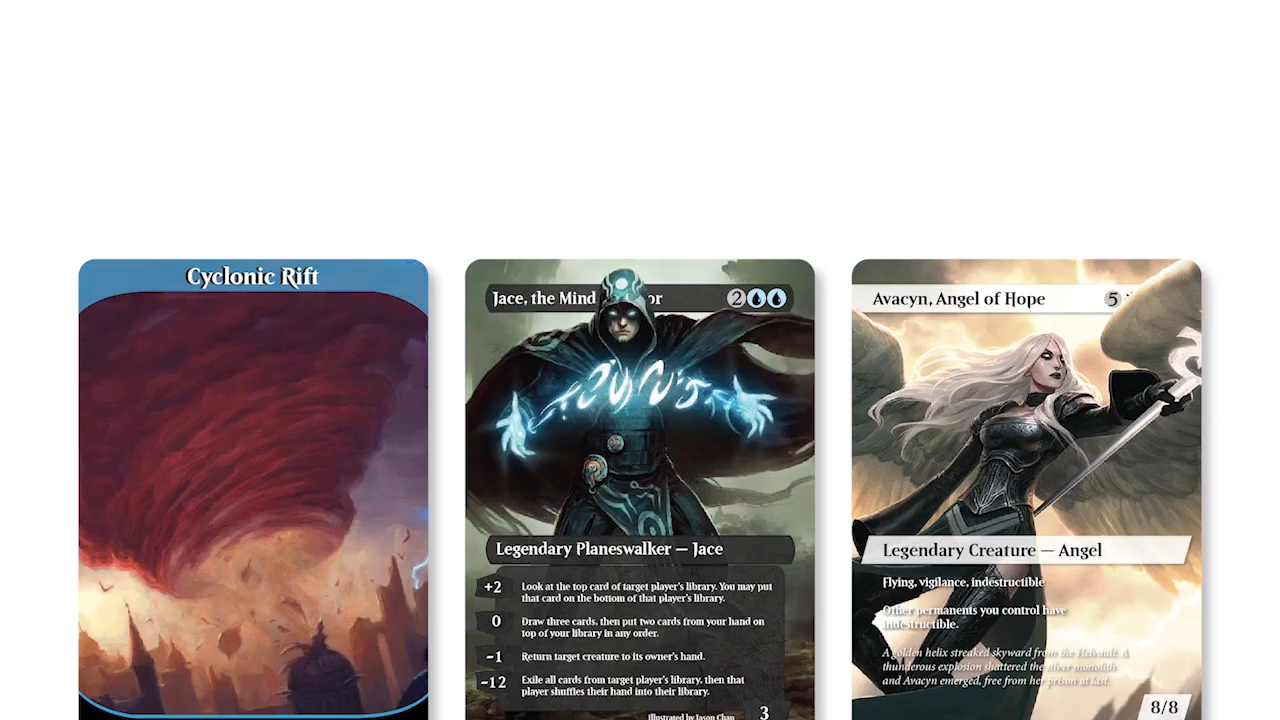 Cyclonic Rift
Jace, the Mind or
2
Legendary Planeswalker — Jace
+2 Look at the top card of target player's library. You may put
that card on the bottom of that player's library.
0 Draw three cards, then put two cards from your hand on
top of your library in any order.
−1 Return target creature to its owner's hand.
−12 Exile all cards from target player's library, then that
player shuffles their hand into their library.
Illustrated by Jason Chan
3
Avacyn, Angel of Hope
5
Legendary Creature — Angel
Flying, vigilance, indestructible
Other permanents you control have
indestructible.
A golden helix streaked skyward from the Helvault. A
thunderous explosion shattered the silver monolith
and Avacyn emerged, free from her prison at last.
8/8